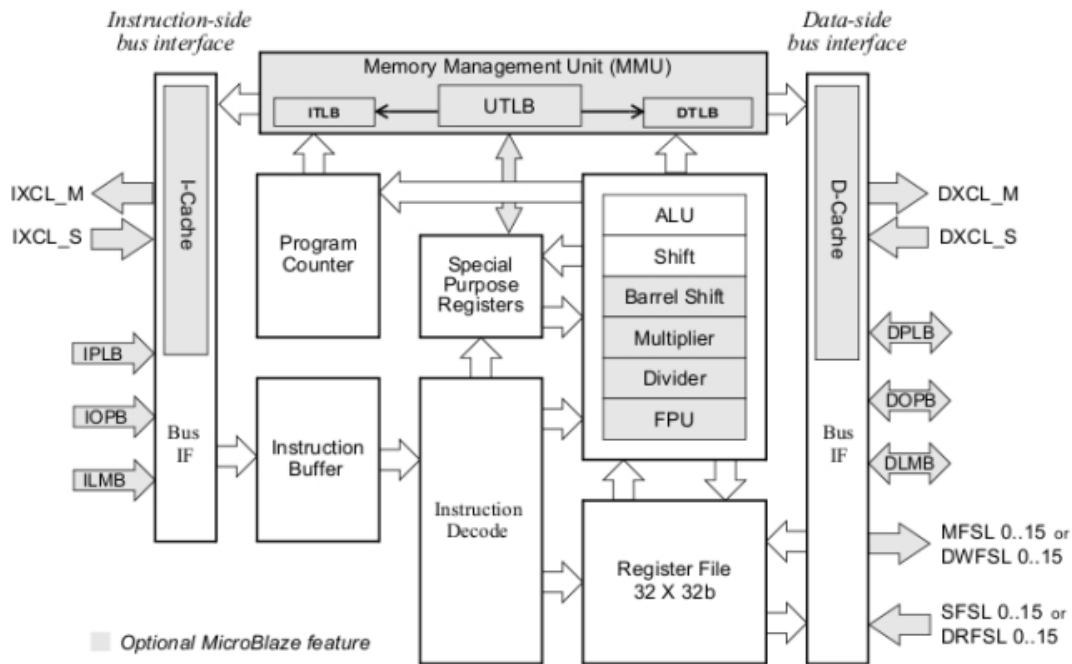 Instruction-side
bus interface
Data-side
bus interface
Memory Management Unit (MMU)
ITLB
UTLB
DTLB
I-Cache
D-Cache
IXCL_M
IXCL_S
DXCL_M
DXCL_S
Program
Counter
Special
Purpose
Registers
ALU
Shift
Barrel Shift
Multiplier
Divider
FPU
IPLB
IOPB
ILMB
Bus
IF
Instruction
Buffer
Instruction
Decode
Register File
32 X 32b
Bus
IF
DPLB
DOPB
DLMB
MFSL 0..15 or
DWFSL 0..15
SFSL 0..15 or
DRFSL 0..15
Optional MicroBlaze feature